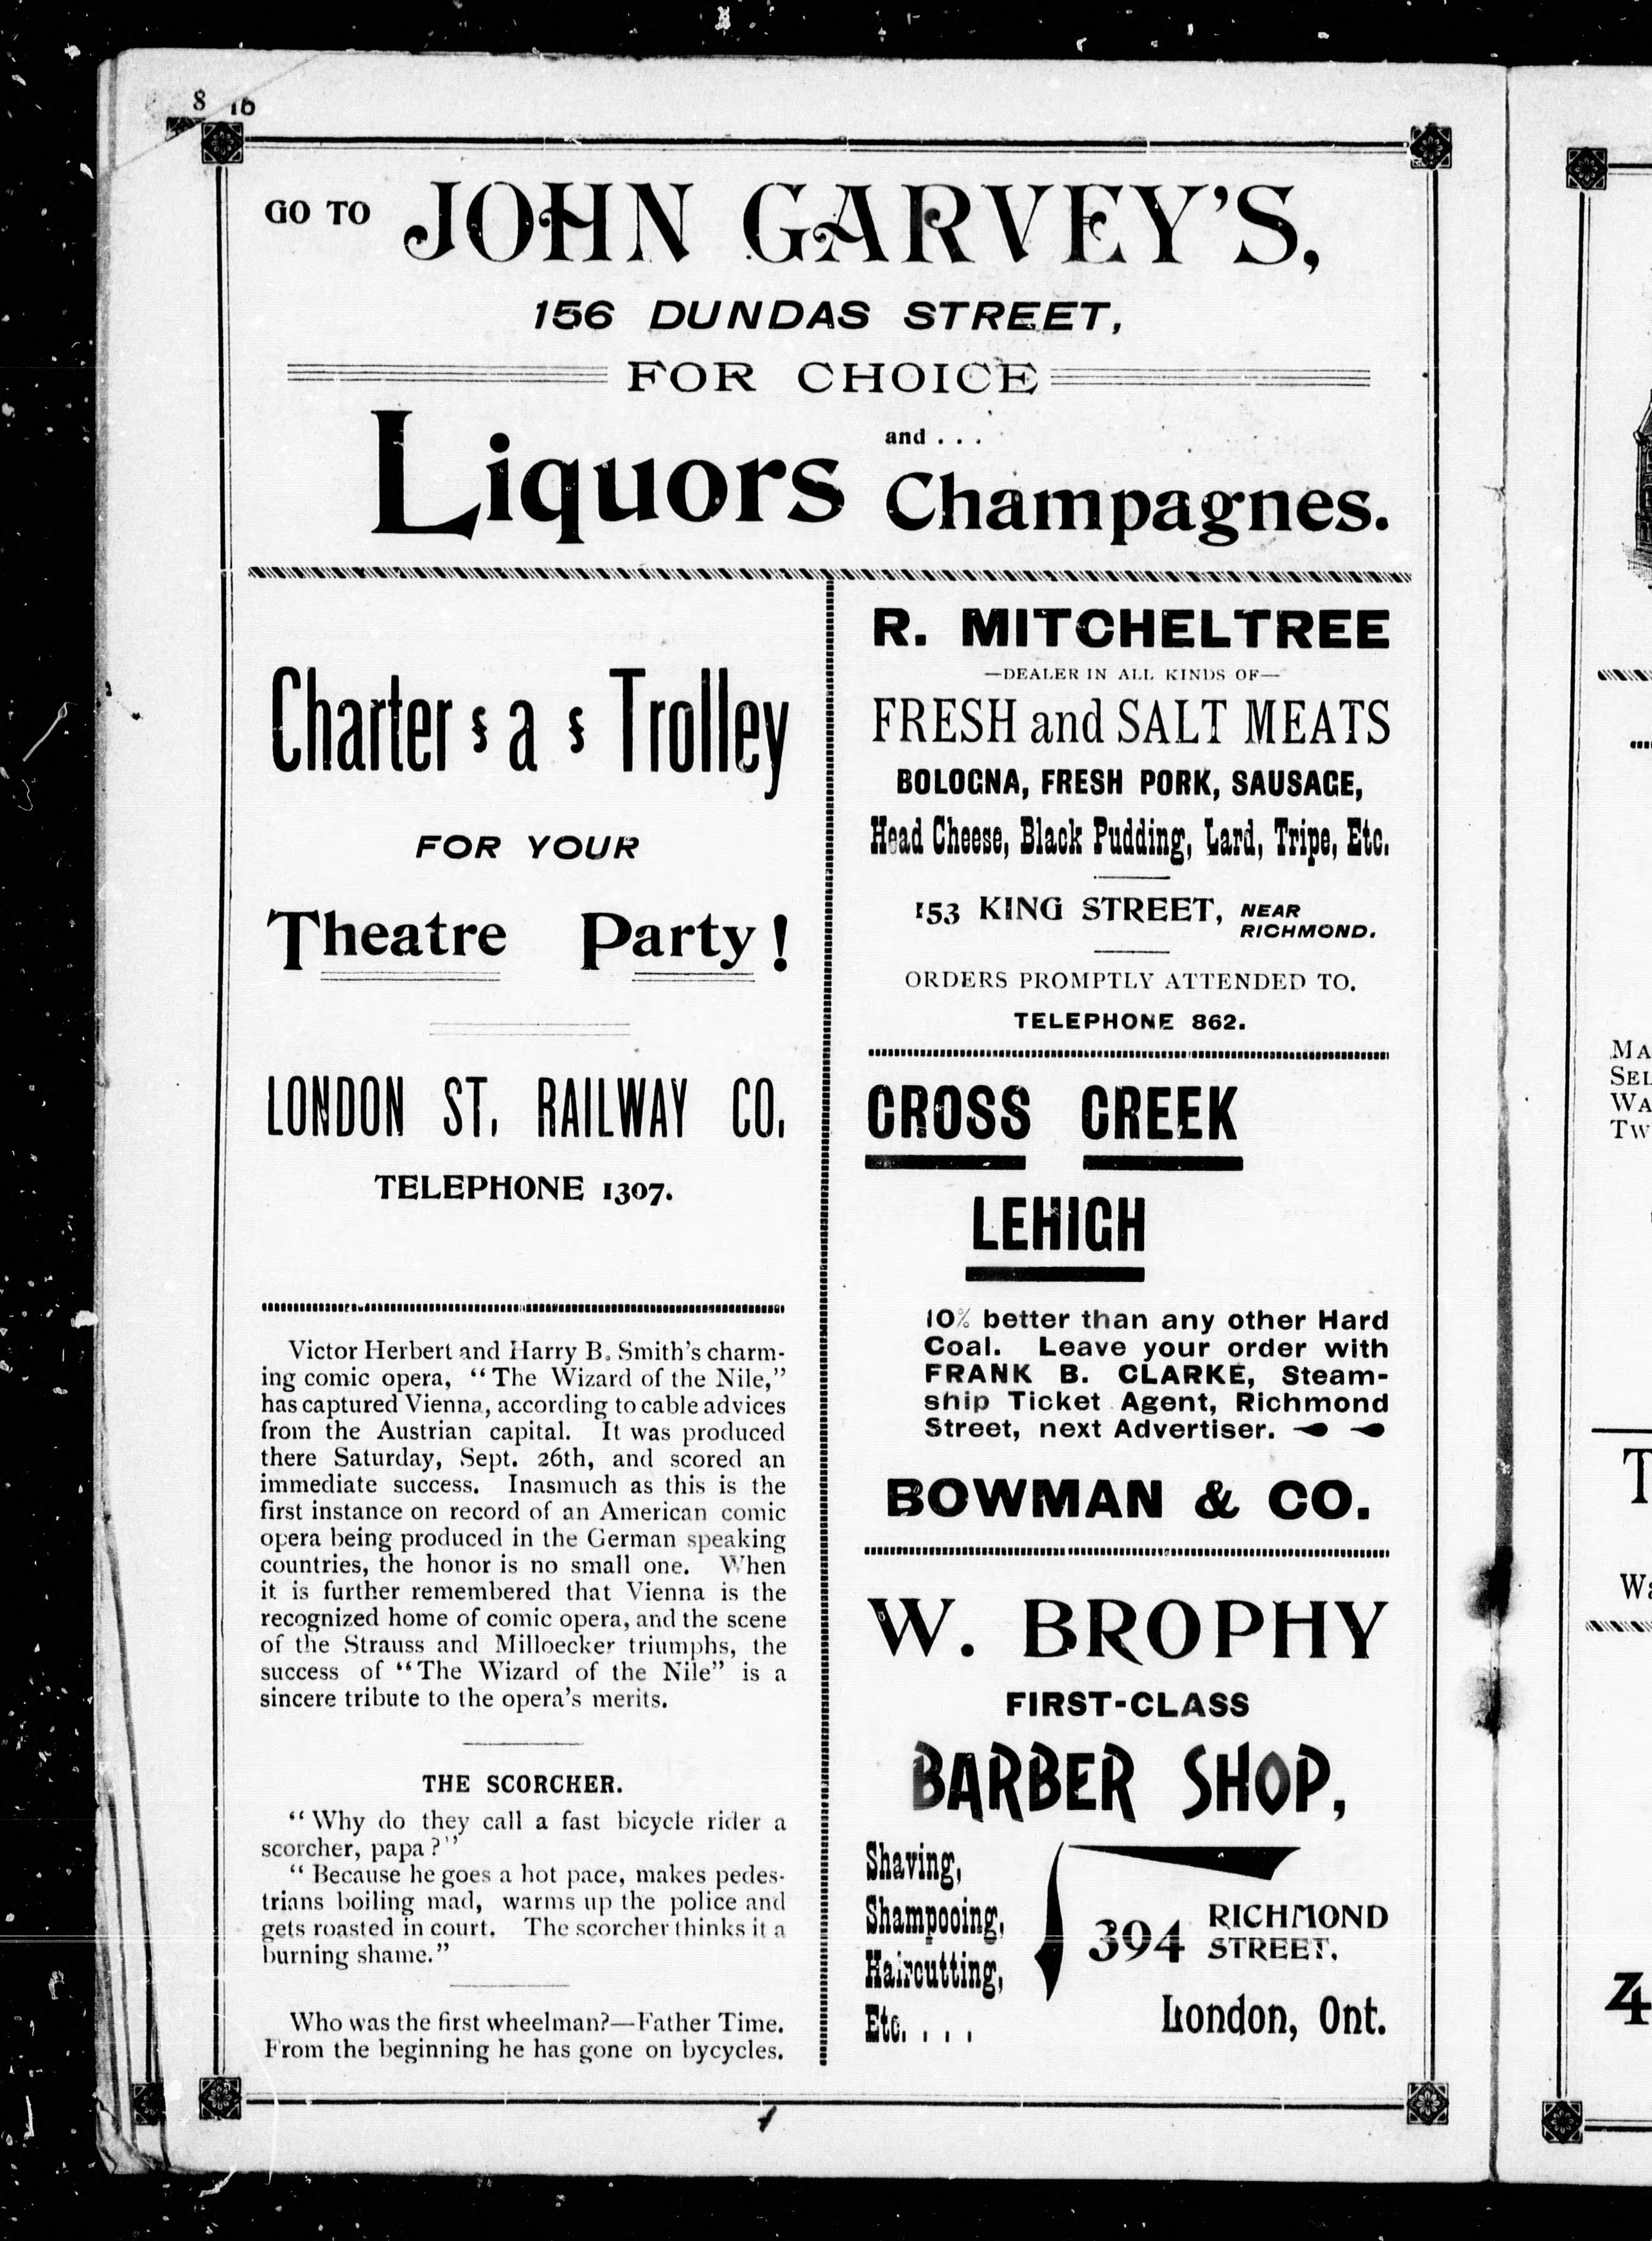 8 16
GO TO JOHN GARVEY'S,
156 DUNDAS STREET,
FOR CHOICE
Liquors and . . . Champagnes.
Charter a Trolley
FOR YOUR
Theatre Party!
LONDON ST. RAILWAY CO.
TELEPHONE 1307.
Victor Herbert and Harry B. Smith's charm-
ing comic opera, "The Wizard of the Nile,"
has captured Vienna, according to cable advices
from the Austrian capital. It was produced
there Saturday, Sept. 26th, and scored an
immediate success. Inasmuch as this is the
first instance on record of an American comic
opera being produced in the German speaking
countries, the honor is no small one. When
it is further remembered that Vienna is the
recognized home of comic opera, and the scene
of the Strauss and Milloecker triumphs, the
success of "The Wizard of the Nile" is a
sincere tribute to the opera's merits.
THE SCORCHER.
"Why do they call a fast bicycle rider a
scorcher, papa?"
"Because he goes a hot pace, makes pedes-
trians boiling mad, warms up the police and
gets roasted in court. The scorcher thinks it a
burning shame."
Who was the first wheelman?—Father Time.
From the beginning he has gone on bycycles.
R. MITCHELTREE
—DEALER IN ALL KINDS OF—
FRESH and SALT MEATS
BOLOGNA, FRESH PORK, SAUSAGE,
Head Cheese, Black Pudding, Lard, Tripe, Etc.
153 KING STREET, NEAR RICHMOND.
ORDERS PROMPTLY ATTENDED TO.
TELEPHONE 862.
CROSS CREEK
LEHIGH
10% better than any other Hard
Coal. Leave your order with
FRANK B. CLARKE, Steam-
ship Ticket Agent, Richmond
Street, next Advertiser.
BOWMAN & CO.
W. BROPHY
FIRST-CLASS
BARBER SHOP,
Shaving,
Shampooing,
Haircutting,
Etc. . . .
394 RICHMOND STREET,
London, Ont.
MA
SEL
WA
TW
T
Wa
4